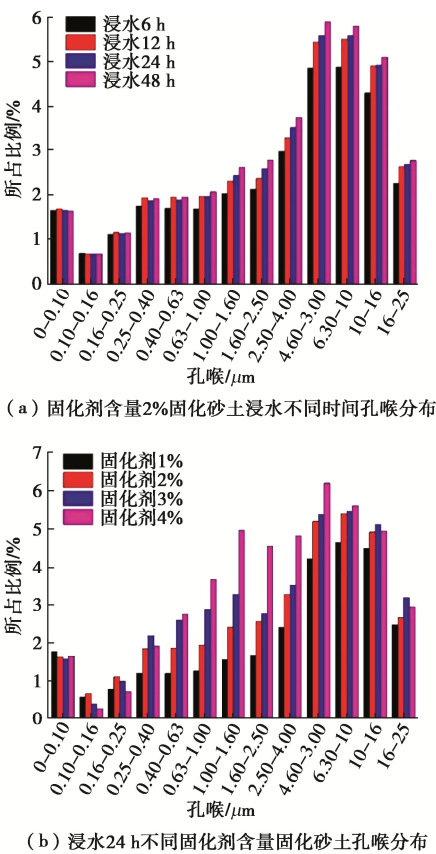 6
5
4
3
2
1
0
所占比例/%
浸水6 h
浸水12 h
浸水24 h
浸水48 h
0–0.10
0.10–0.16
0.16–0.25
0.25–0.40
0.40–0.63
0.63–1.00
1.00–1.60
1.60–2.50
2.50–4.00
4.60–3.00
6.30–10
10–16
16–25
孔喉/μm
（a）固化剂含量2%固化砂土浸水不同时间孔喉分布
7
6
5
4
3
2
1
0
所占比例/%
固化剂1%
固化剂2%
固化剂3%
固化剂4%
0–0.10
0.10–0.16
0.16–0.25
0.25–0.40
0.40–0.63
0.63–1.00
1.00–1.60
1.60–2.50
2.50–4.00
4.60–3.00
6.30–10
10–16
16–25
孔喉/μm
（b）浸水24 h不同固化剂含量固化砂土孔喉分布